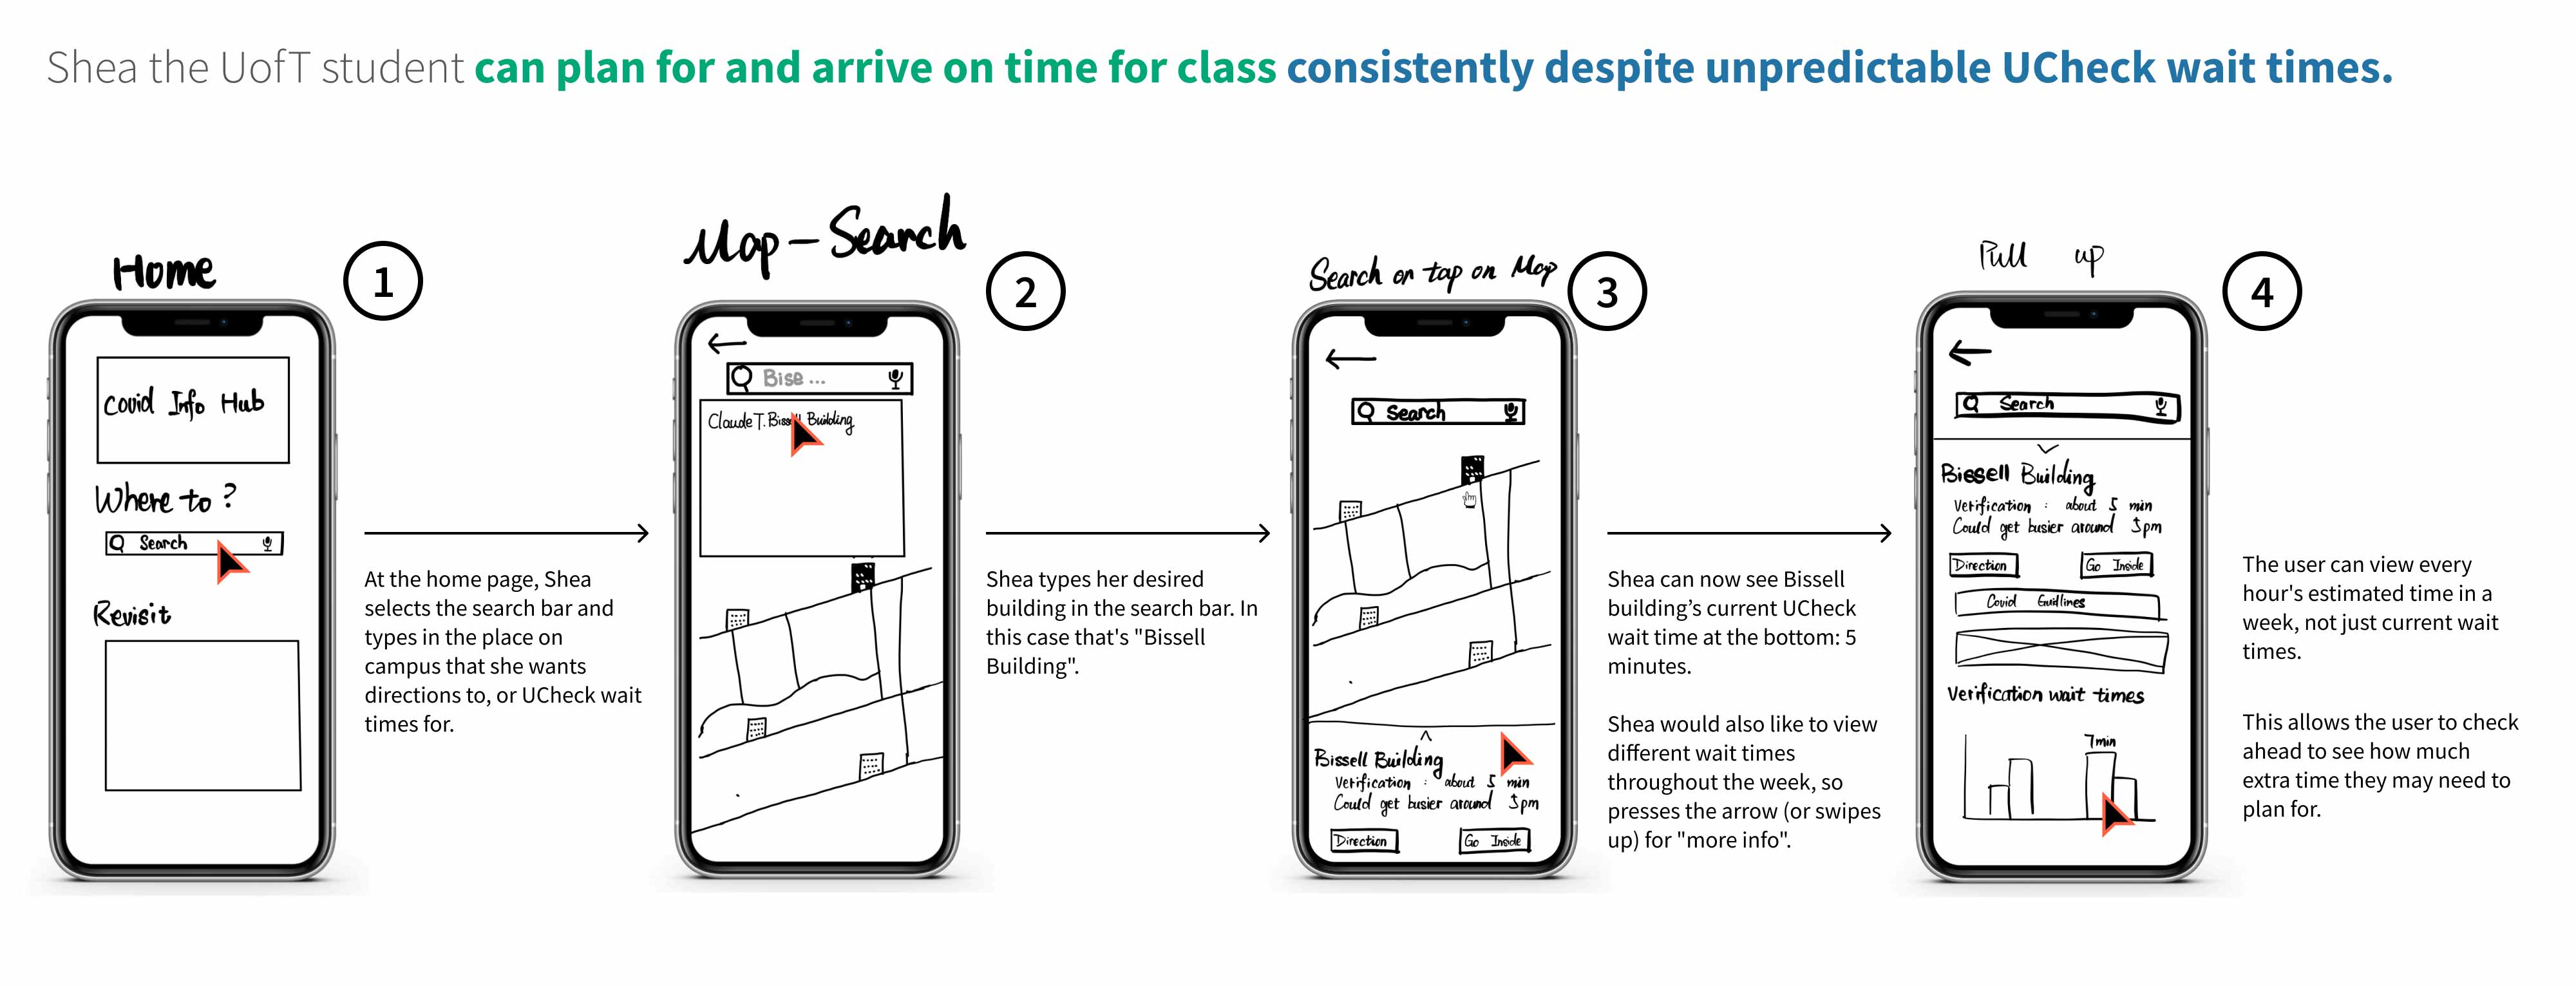 Shea the UofT student can plan for and arrive on time for class consistently despite unpredictable UCheck wait times.
Home
1
Covid Info Hub
Where to ?
Search
Revisit
At the home page, Shea
selects the search bar and
types in the place on
campus that she wants
directions to, or UCheck wait
times for.
Map - Search
2
Bise ...
Claude T. Bissell Building
Shea types her desired
building in the search bar. In
this case that's "Bissell
Building".
Search or tap on Map
3
Search
Bissell Building
Verification : about 5 min
Could get busier around 5pm
Direction
Go Inside
Shea can now see Bissell
building’s current UCheck
wait time at the bottom: 5
minutes.
Shea would also like to view
different wait times
throughout the week, so
presses the arrow (or swipes
up) for "more info".
Pull up
4
Search
Bissell Building
Verification : about 5 min
Could get busier around 5pm
Direction
Go Inside
Covid Guidlines
Verification wait times
7min
The user can view every
hour's estimated time in a
week, not just current wait
times.
This allows the user to check
ahead to see how much
extra time they may need to
plan for.